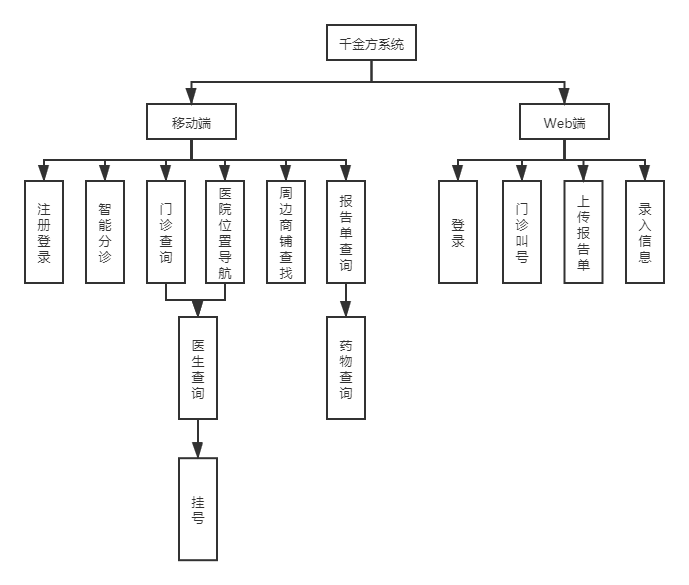 千金方系统
移动端
Web端
注册登录
智能分诊
门诊查询
医院位置导航
周边商铺查找
报告单查询
登录
门诊叫号
上传报告单
录入信息
医生查询
药物查询
挂号